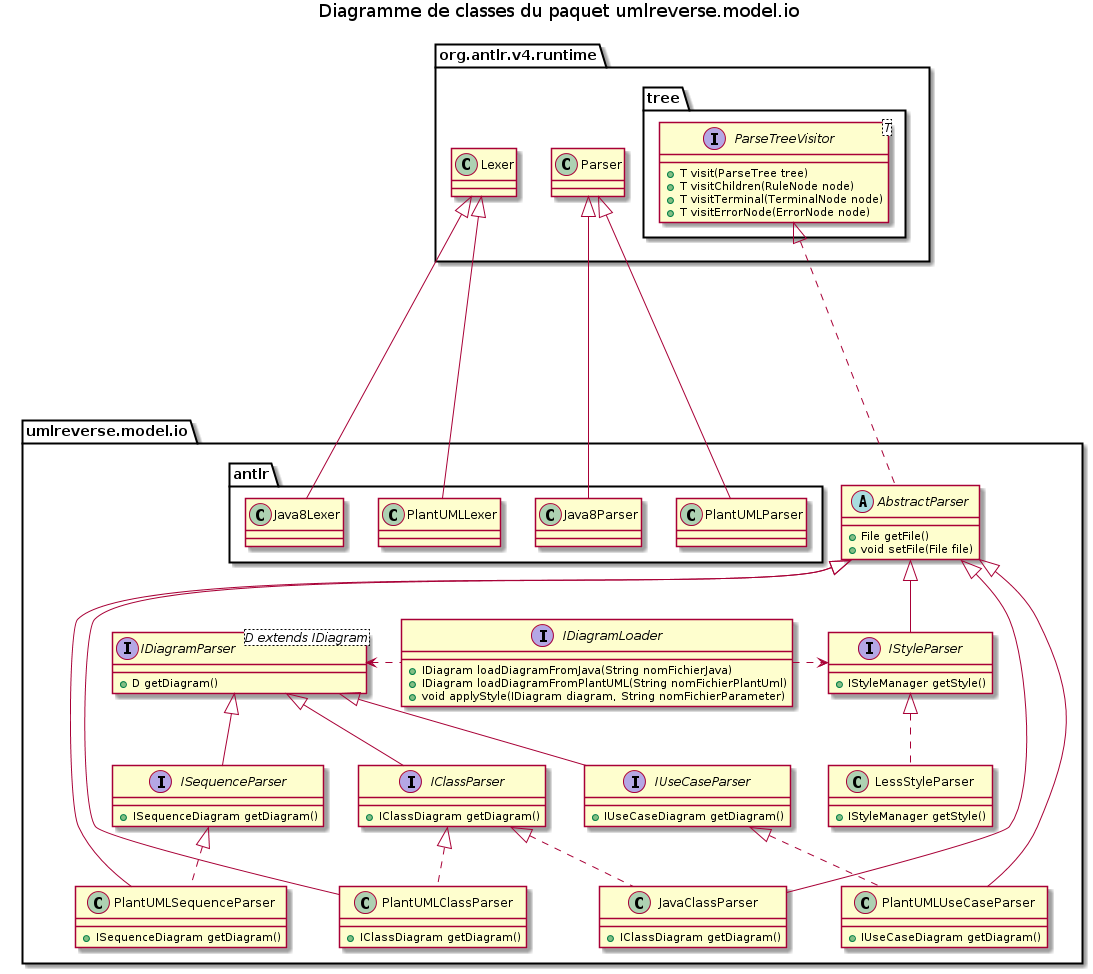 Diagramme de classes du paquet umlreverse.model.io
org.antlr.v4.runtime
tree
I ParseTreeVisitor T
T visit(ParseTree tree)
T visitChildren(RuleNode node)
T visitTerminal(TerminalNode node)
T visitErrorNode(ErrorNode node)
C Lexer
C Parser
umlreverse.model.io
antlr
C Java8Lexer
C PlantUMLLexer
C Java8Parser
C PlantUMLParser
A AbstractParser
File getFile()
void setFile(File file)
I IDiagramParser D extends IDiagram
D getDiagram()
I IDiagramLoader
IDiagram loadDiagramFromJava(String nomFichierJava)
IDiagram loadDiagramFromPlantUML(String nomFichierPlantUml)
void applyStyle(IDiagram diagram, String nomFichierParameter)
I IStyleParser
IStyleManager getStyle()
I ISequenceParser
ISequenceDiagram getDiagram()
I IClassParser
IClassDiagram getDiagram()
I IUseCaseParser
IUseCaseDiagram getDiagram()
C LessStyleParser
IStyleManager getStyle()
C PlantUMLSequenceParser
ISequenceDiagram getDiagram()
C PlantUMLClassParser
IClassDiagram getDiagram()
C JavaClassParser
IClassDiagram getDiagram()
C PlantUMLUseCaseParser
IUseCaseDiagram getDiagram()